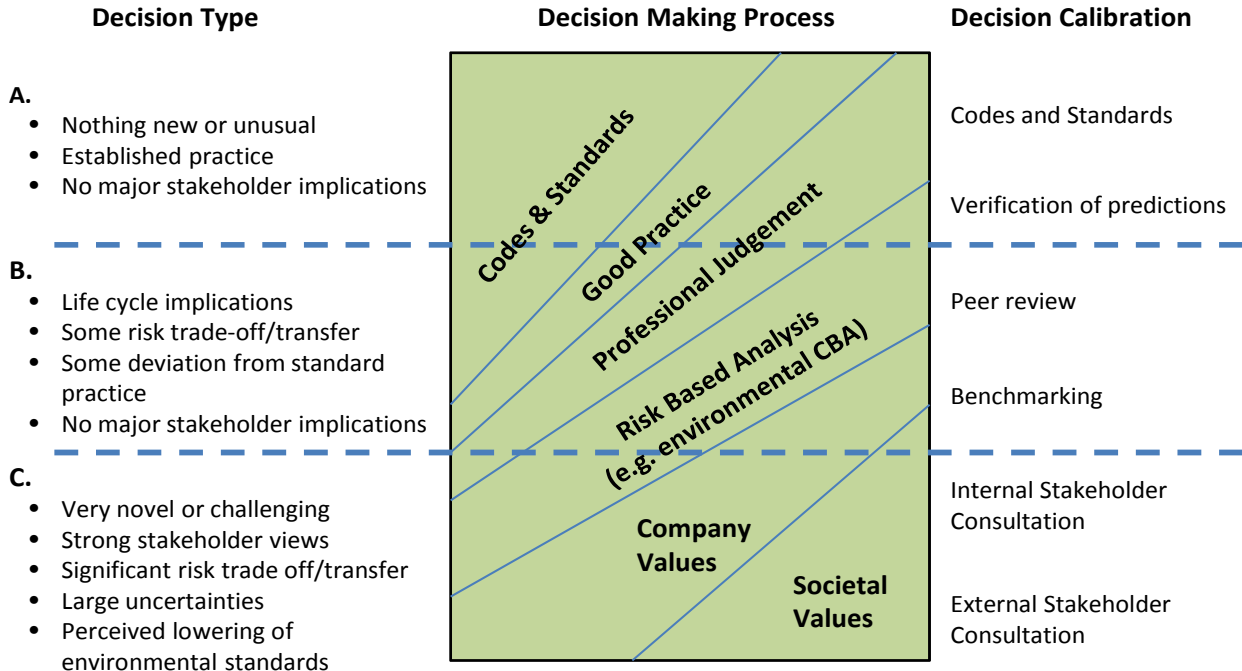 Decision Type
Decision Making Process
Decision Calibration
A.
• Nothing new or unusual
• Established practice
• No major stakeholder implications
B.
• Life cycle implications
• Some risk trade-off/transfer
• Some deviation from standard
practice
• No major stakeholder implications
C.
• Very novel or challenging
• Strong stakeholder views
• Significant risk trade off/transfer
• Large uncertainties
• Perceived lowering of
environmental standards
Codes & Standards
Good Practice
Professional Judgement
Risk Based Analysis
(e.g. environmental CBA)
Company
Values
Societal
Values
Codes and Standards
Verification of predictions
Peer review
Benchmarking
Internal Stakeholder
Consultation
External Stakeholder
Consultation